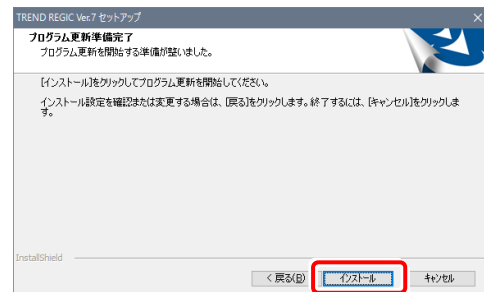 TREND REGIC Ver.7 セットアップ
プログラム更新準備完了
プログラム更新を開始する準備が整いました。
[インストール]をクリックしてプログラム更新を開始してください。
インストール設定を確認または変更する場合は、[戻る]をクリックします。終了するには、[キャンセル]をクリックしま
す。
InstallShield
< 戻る(B)
インストール
キャンセル